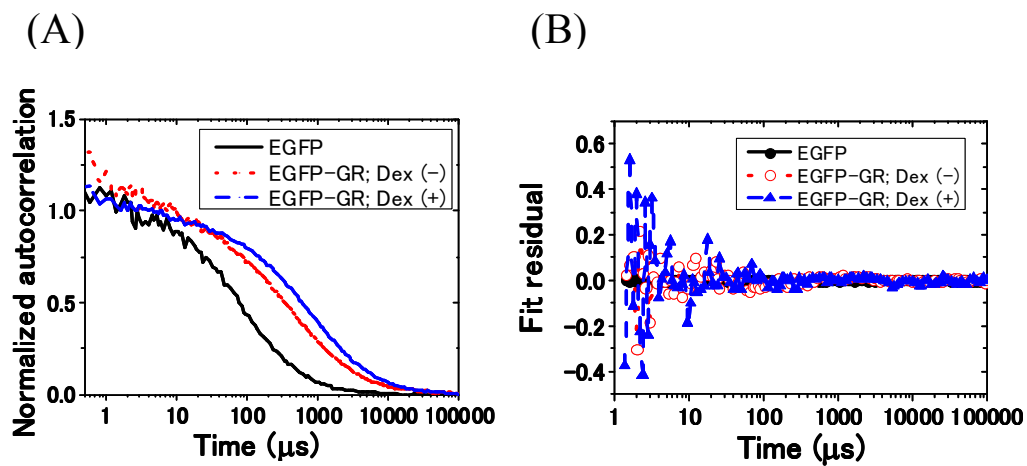 (A)
(B)
Normalized autocorrelation
1.5
1.0
0.5
0.0
EGFP
EGFP-GR; Dex (-)
EGFP-GR; Dex (+)
1 10 100 1000 10000 100000
Time (μs)
Fit residual
0.6
0.4
0.2
0.0
-0.2
-0.4
EGFP
EGFP-GR; Dex (-)
EGFP-GR; Dex (+)
1 10 100 1000 10000 100000
Time (μs)